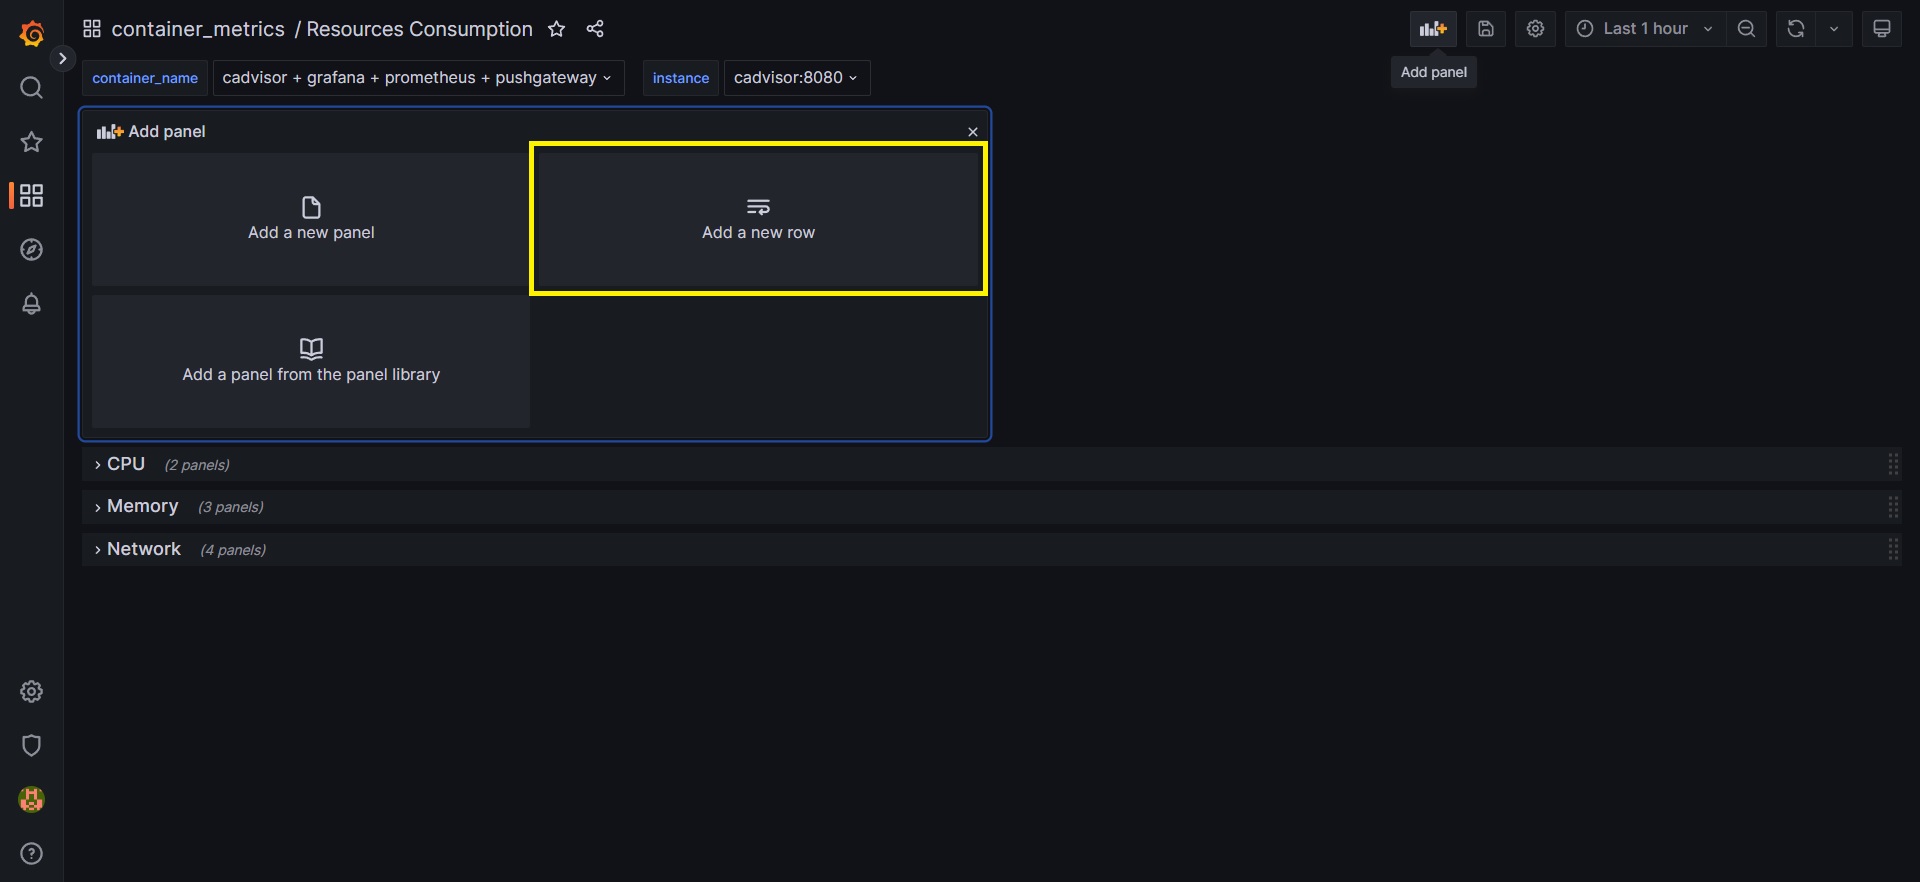 container_metrics / Resources Consumption
Last 1 hour
container_name cadvisor + grafana + prometheus + pushgateway instance cadvisor:8080
Add panel
Add panel
Add a new panel
Add a new row
Add a panel from the panel library
CPU (2 panels)
Memory (3 panels)
Network (4 panels)